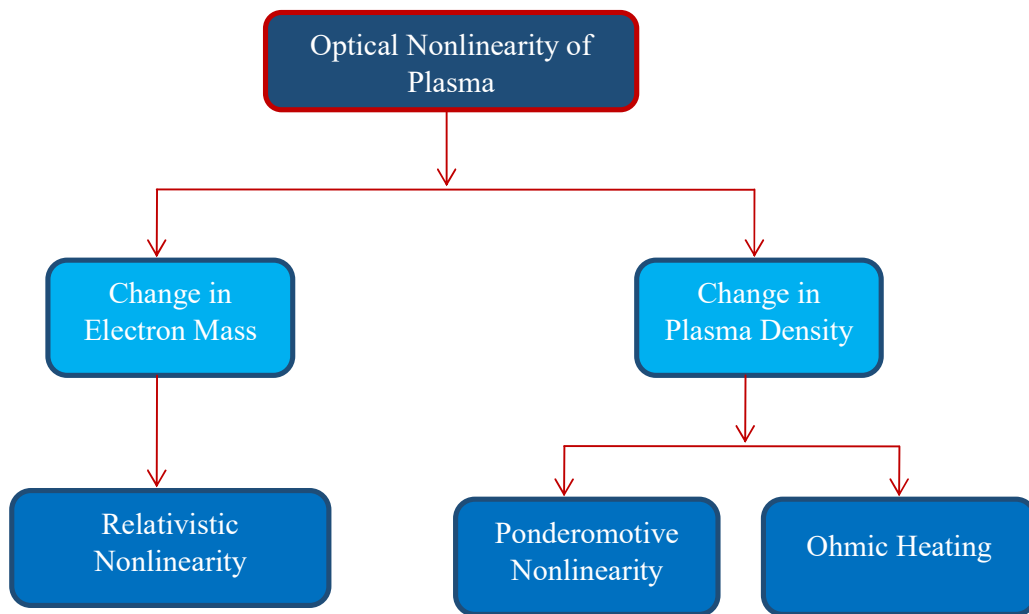 Optical Nonlinearity of
Plasma
Change in
Electron Mass
Change in
Plasma Density
Relativistic
Nonlinearity
Ponderomotive
Nonlinearity
Ohmic Heating